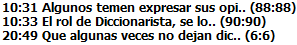 10:31 Algunos temen expresar sus opi.. (88:88)
10:33 El rol de Diccionarista, se lo.. (90:90)
20:49 Que algunas veces no dejan dic.. (6:6)